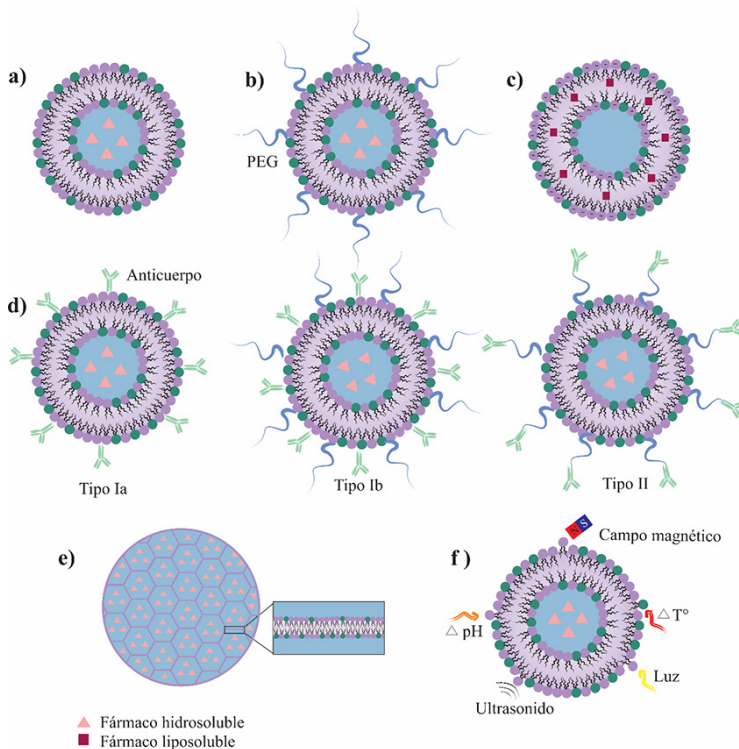 a)
b)
c)
PEG
d)
Anticuerpo
Tipo Ia
Tipo Ib
Tipo II
e)
f)
N S
Campo magnético
△ pH
△ T°
Luz
Ultrasonido
Fármaco hidrosoluble
Fármaco liposoluble